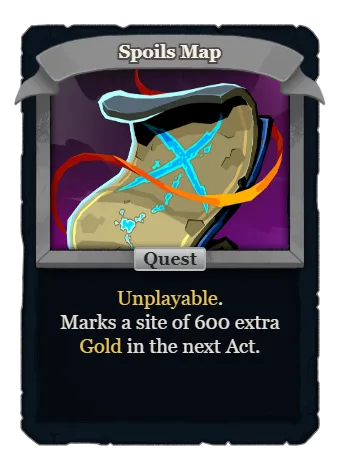 Spoils Map
Quest
Unplayable.
Marks a site of 600 extra
Gold in the next Act.